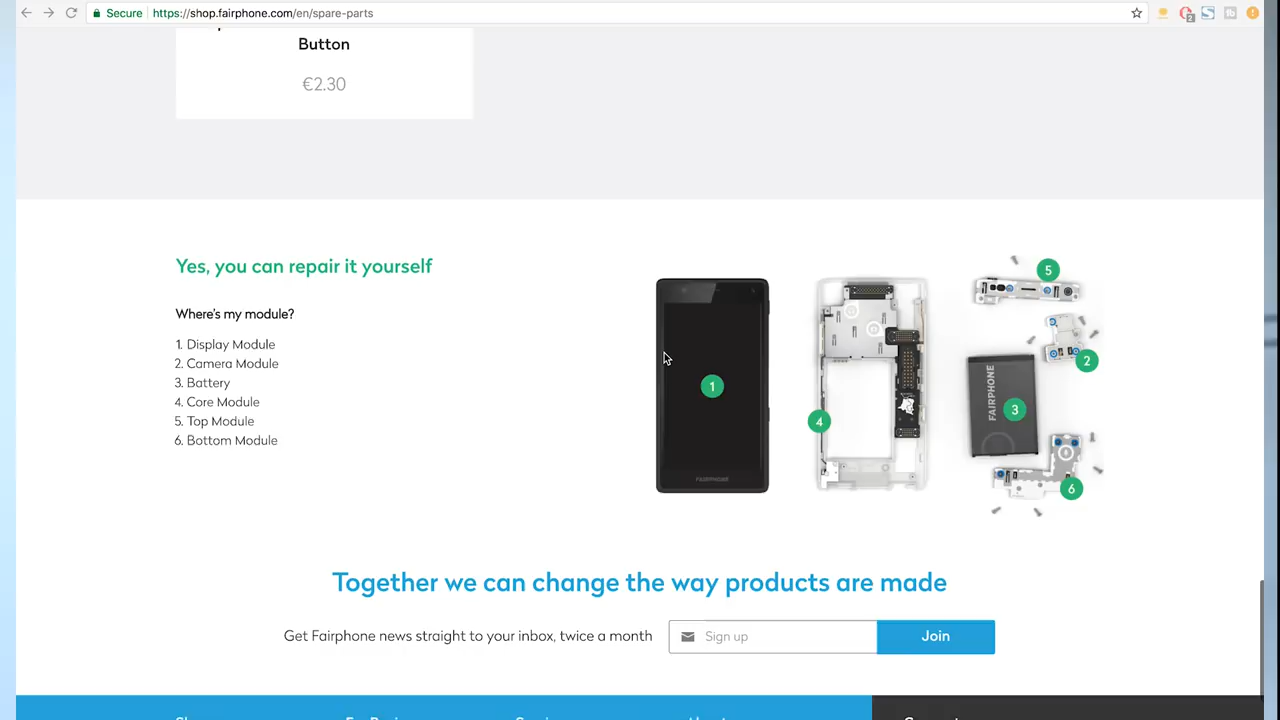 Secure
https://shop.fairphone.com/en/spare-parts
2
Button
€2.30
Yes, you can repair it yourself
Where's my module?
1. Display Module
2. Camera Module
3. Battery
4. Core Module
5. Top Module
6. Bottom Module
1
FAIRPHONE
4
5
2
FAIRPHONE
3
6
Together we can change the way products are made
Get Fairphone news straight to your inbox, twice a month
Sign up
Join